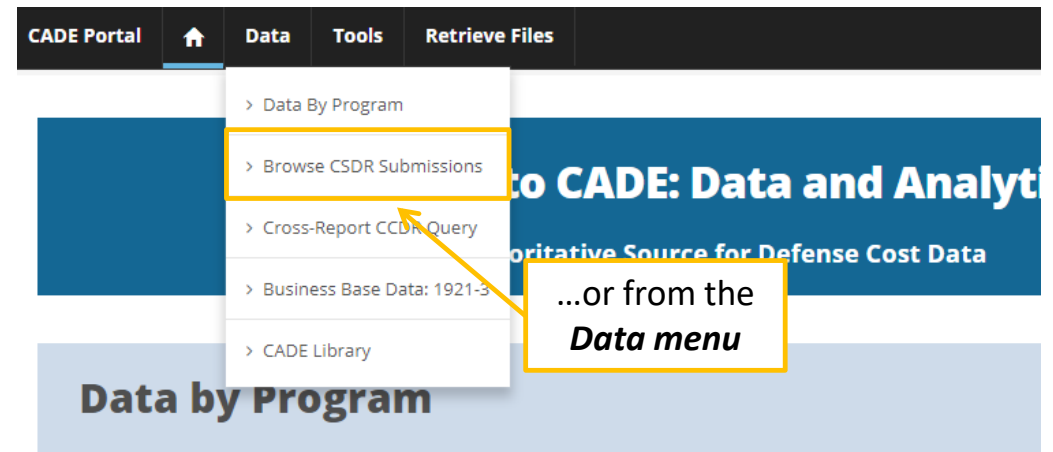 CADE Portal Data Tools Retrieve Files
> Data By Program
> Browse CSDR Submissions
to CADE: Data and Analyti
> Cross-Report CCDR Query
oritative Source for Defense Cost Data
> Business Base Data: 1921-3
…or from the
Data menu
> CADE Library
Data by Program